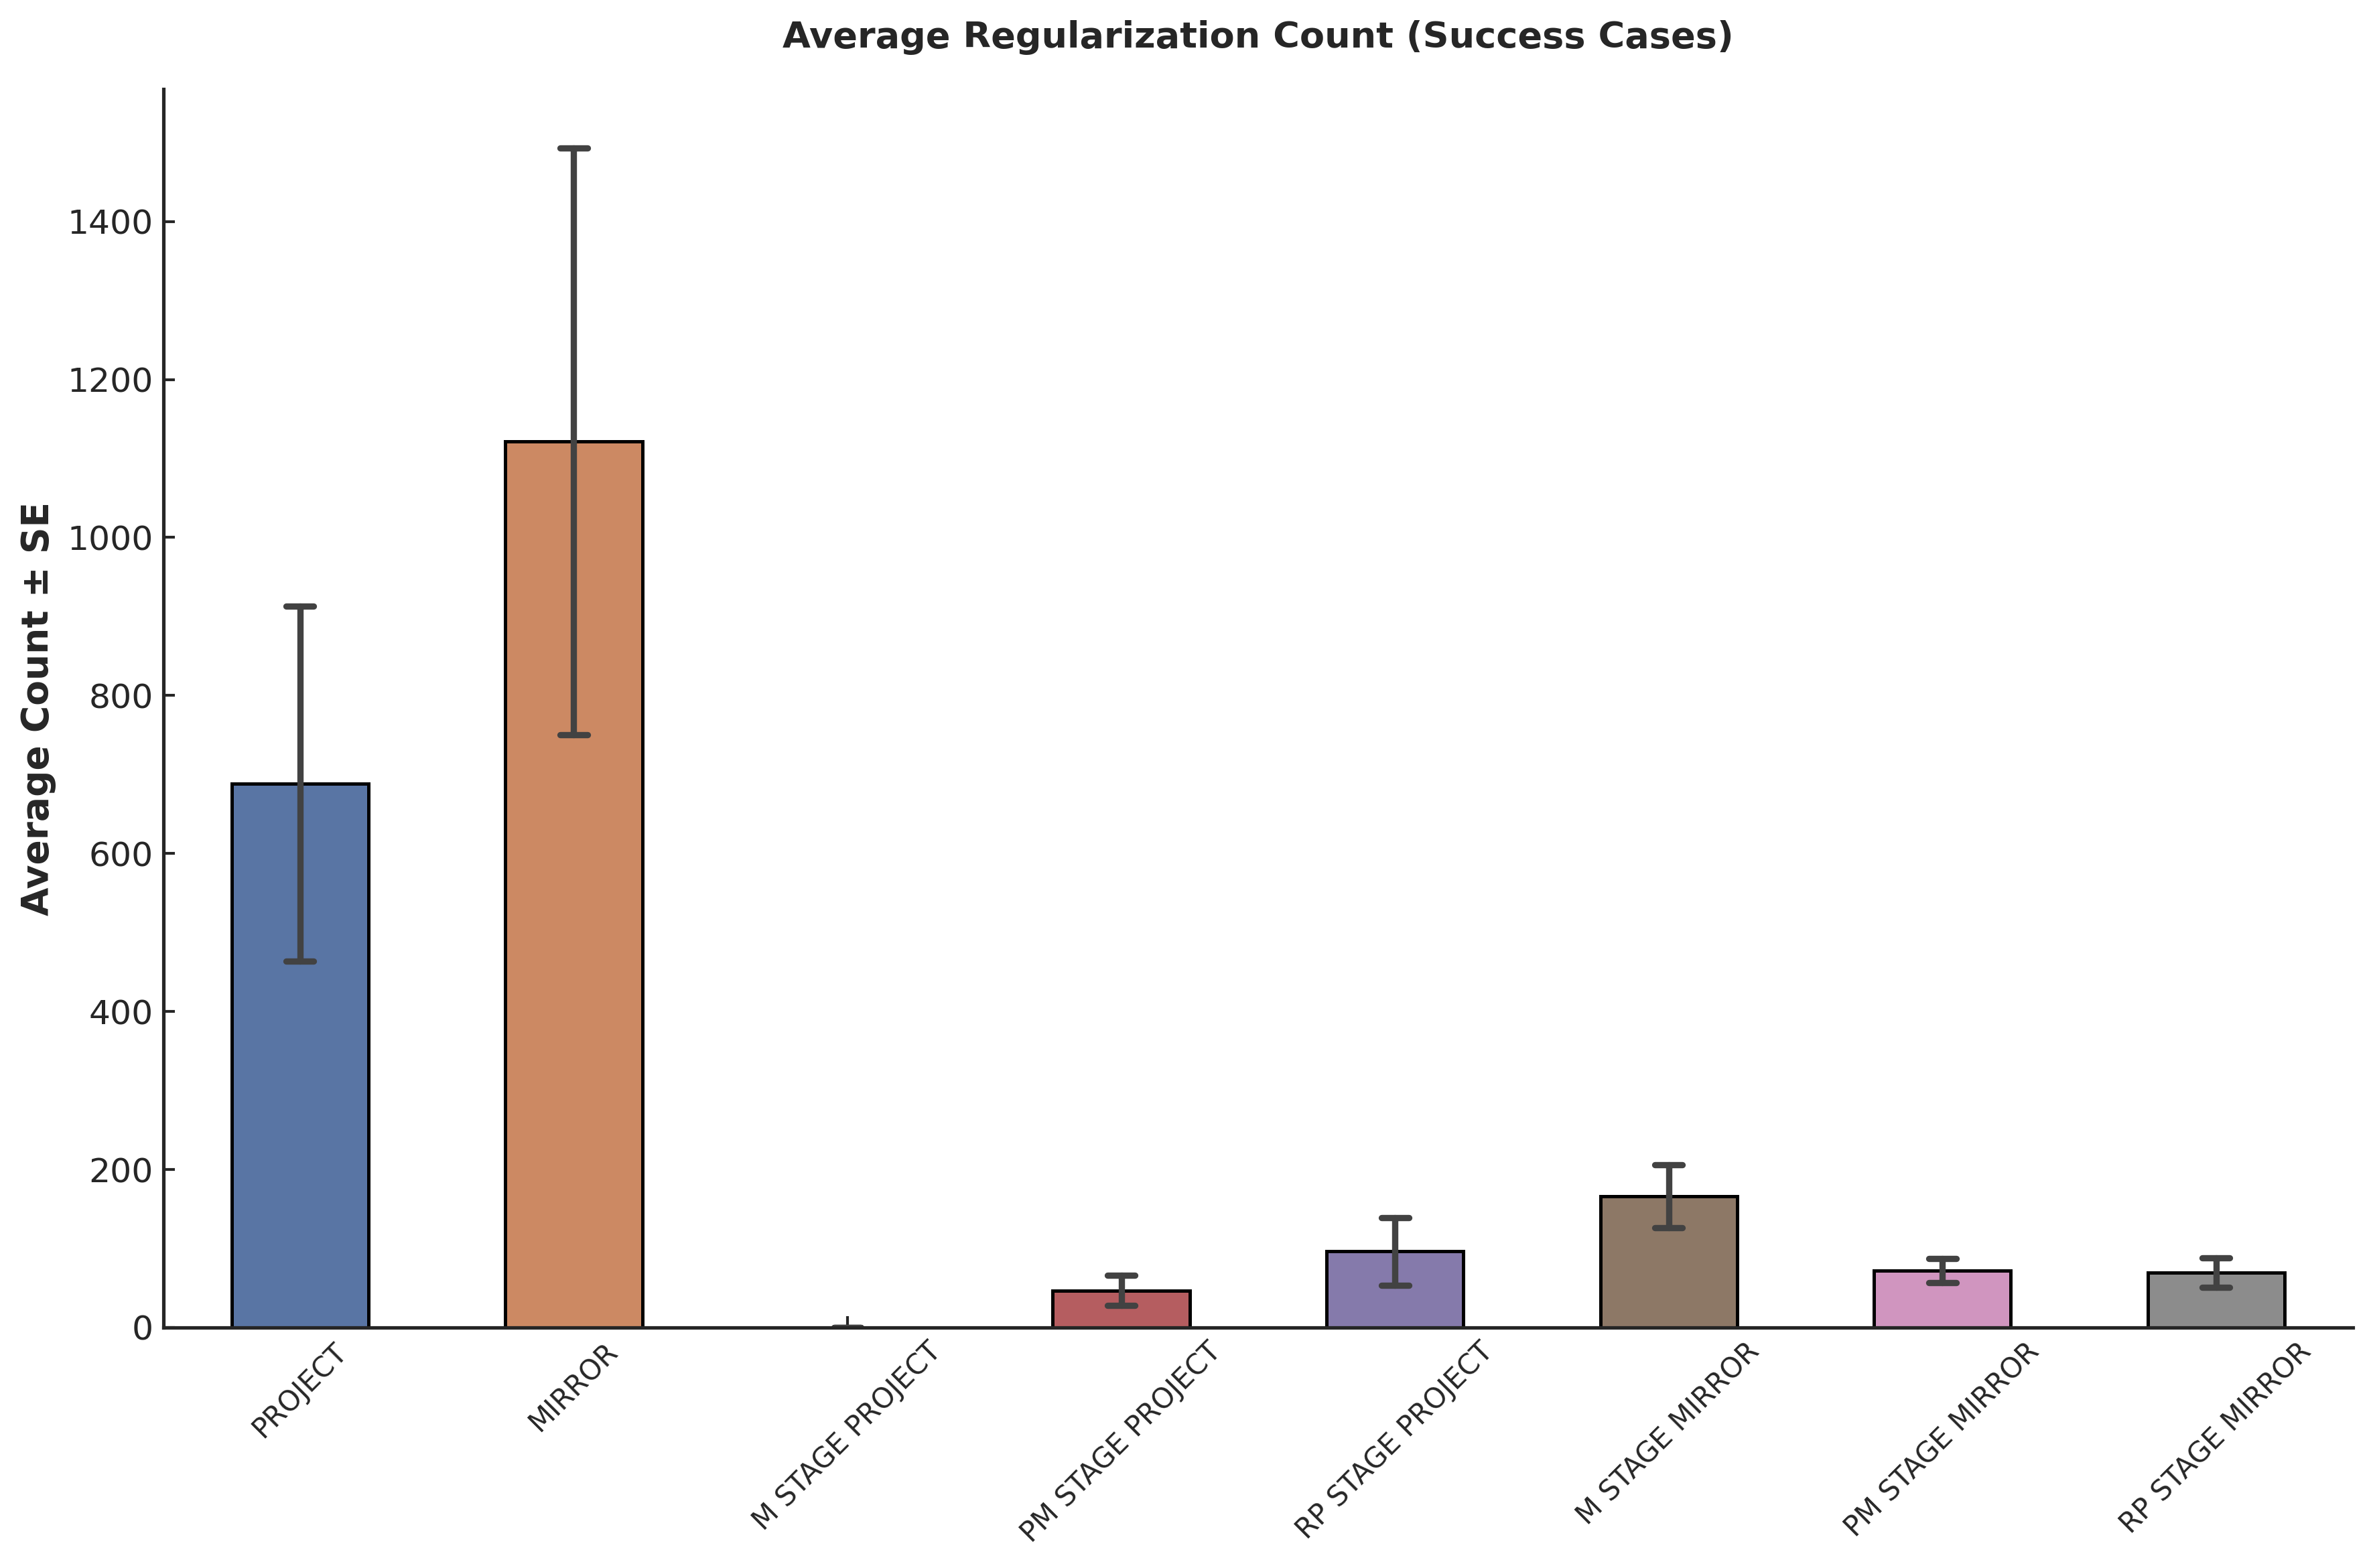 Average Regularization Count (Success Cases)
Average Count ± SE
1400
1200
1000
800
600
400
200
0
PROJECT
MIRROR
M STAGE PROJECT
PM STAGE PROJECT
RP STAGE PROJECT
M STAGE MIRROR
PM STAGE MIRROR
RP STAGE MIRROR